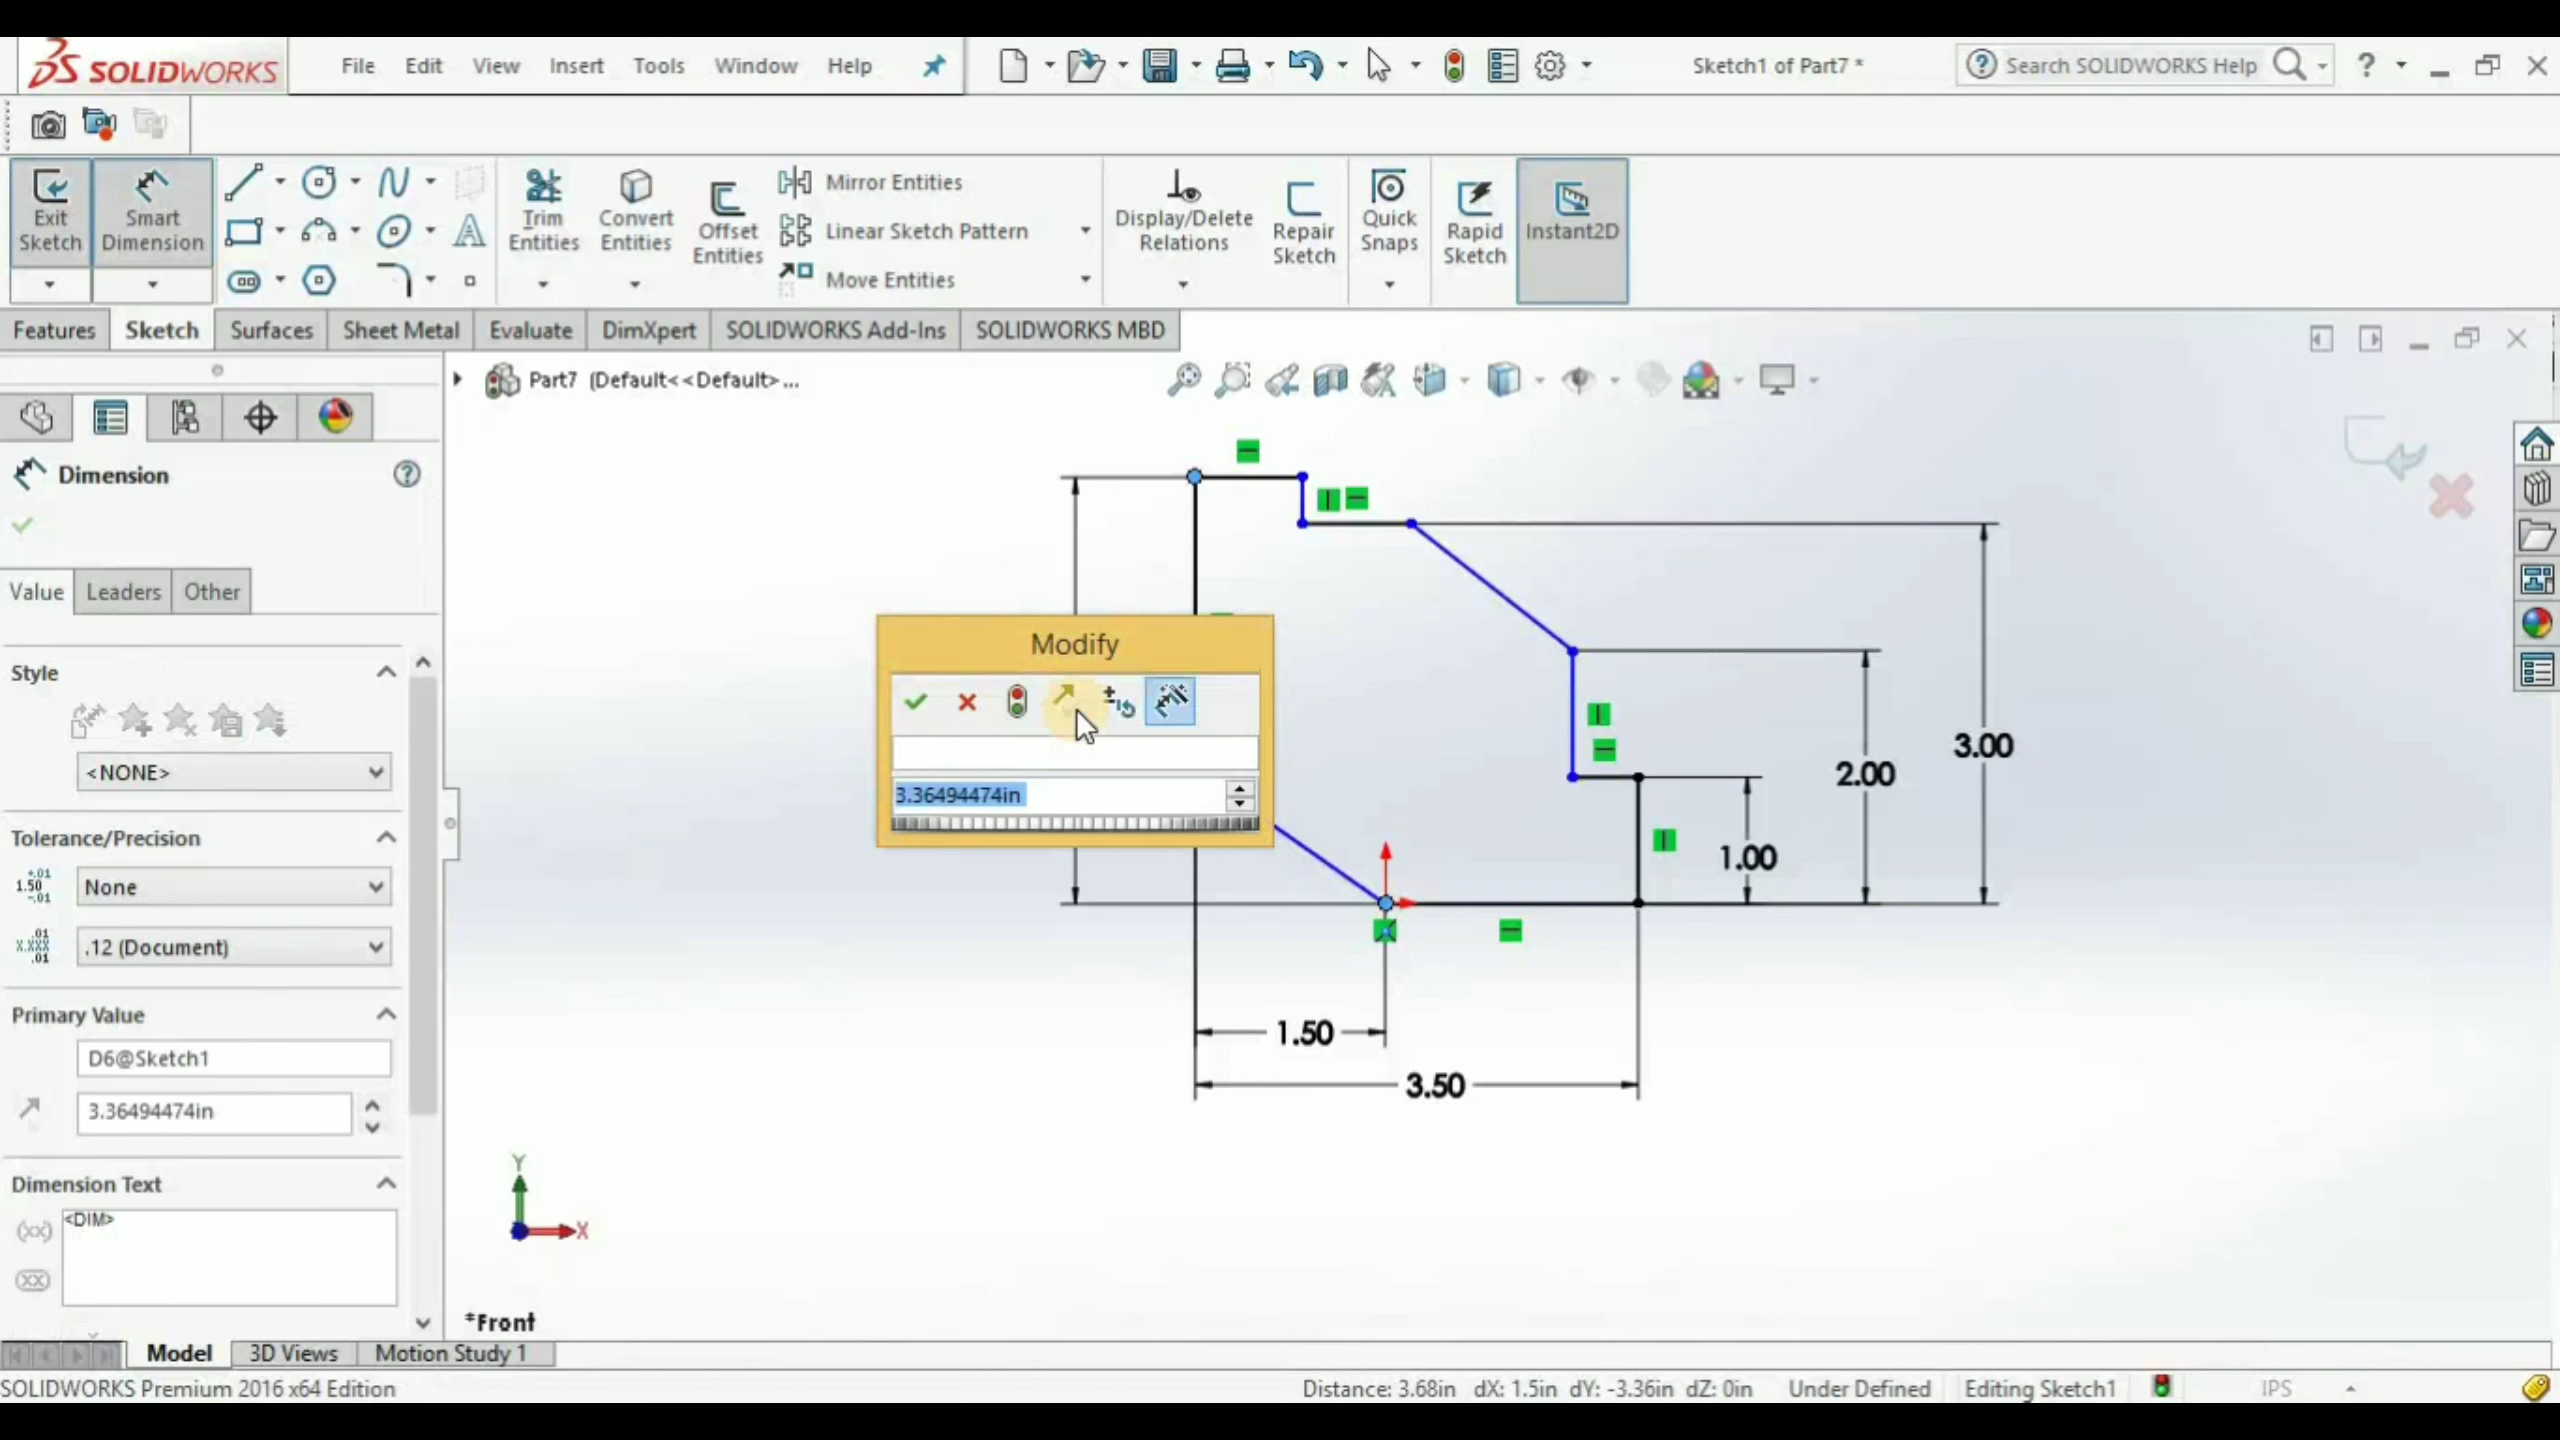 SOLIDWORKS File Edit View Insert Tools Window Help Sketch1 of Part7 * Search SOLIDWORKS Help ?
Exit Sketch
Smart Dimension
Trim Entities
Convert Entities
Offset Entities
Mirror Entities
Linear Sketch Pattern
Move Entities
Display/Delete Relations
Repair Sketch
Quick Snaps
Rapid Sketch
Instant2D
Features Sketch Surfaces Sheet Metal Evaluate DimXpert SOLIDWORKS Add-Ins SOLIDWORKS MBD
Part7 (Default<<Default>...
Dimension
Value Leaders Other
Style
<NONE>
Tolerance/Precision
None
.12 (Document)
Primary Value
D6@Sketch1
3.36494474in
Dimension Text
<DIM>
Modify
3.36494474in
3.00
2.00
1.00
1.50
3.50
Y
X
*Front
Model 3D Views Motion Study 1
SOLIDWORKS Premium 2016 x64 Edition Distance: 3.68in dX: 1.5in dY: -3.36in dZ: 0in Under Defined Editing Sketch1 IPS